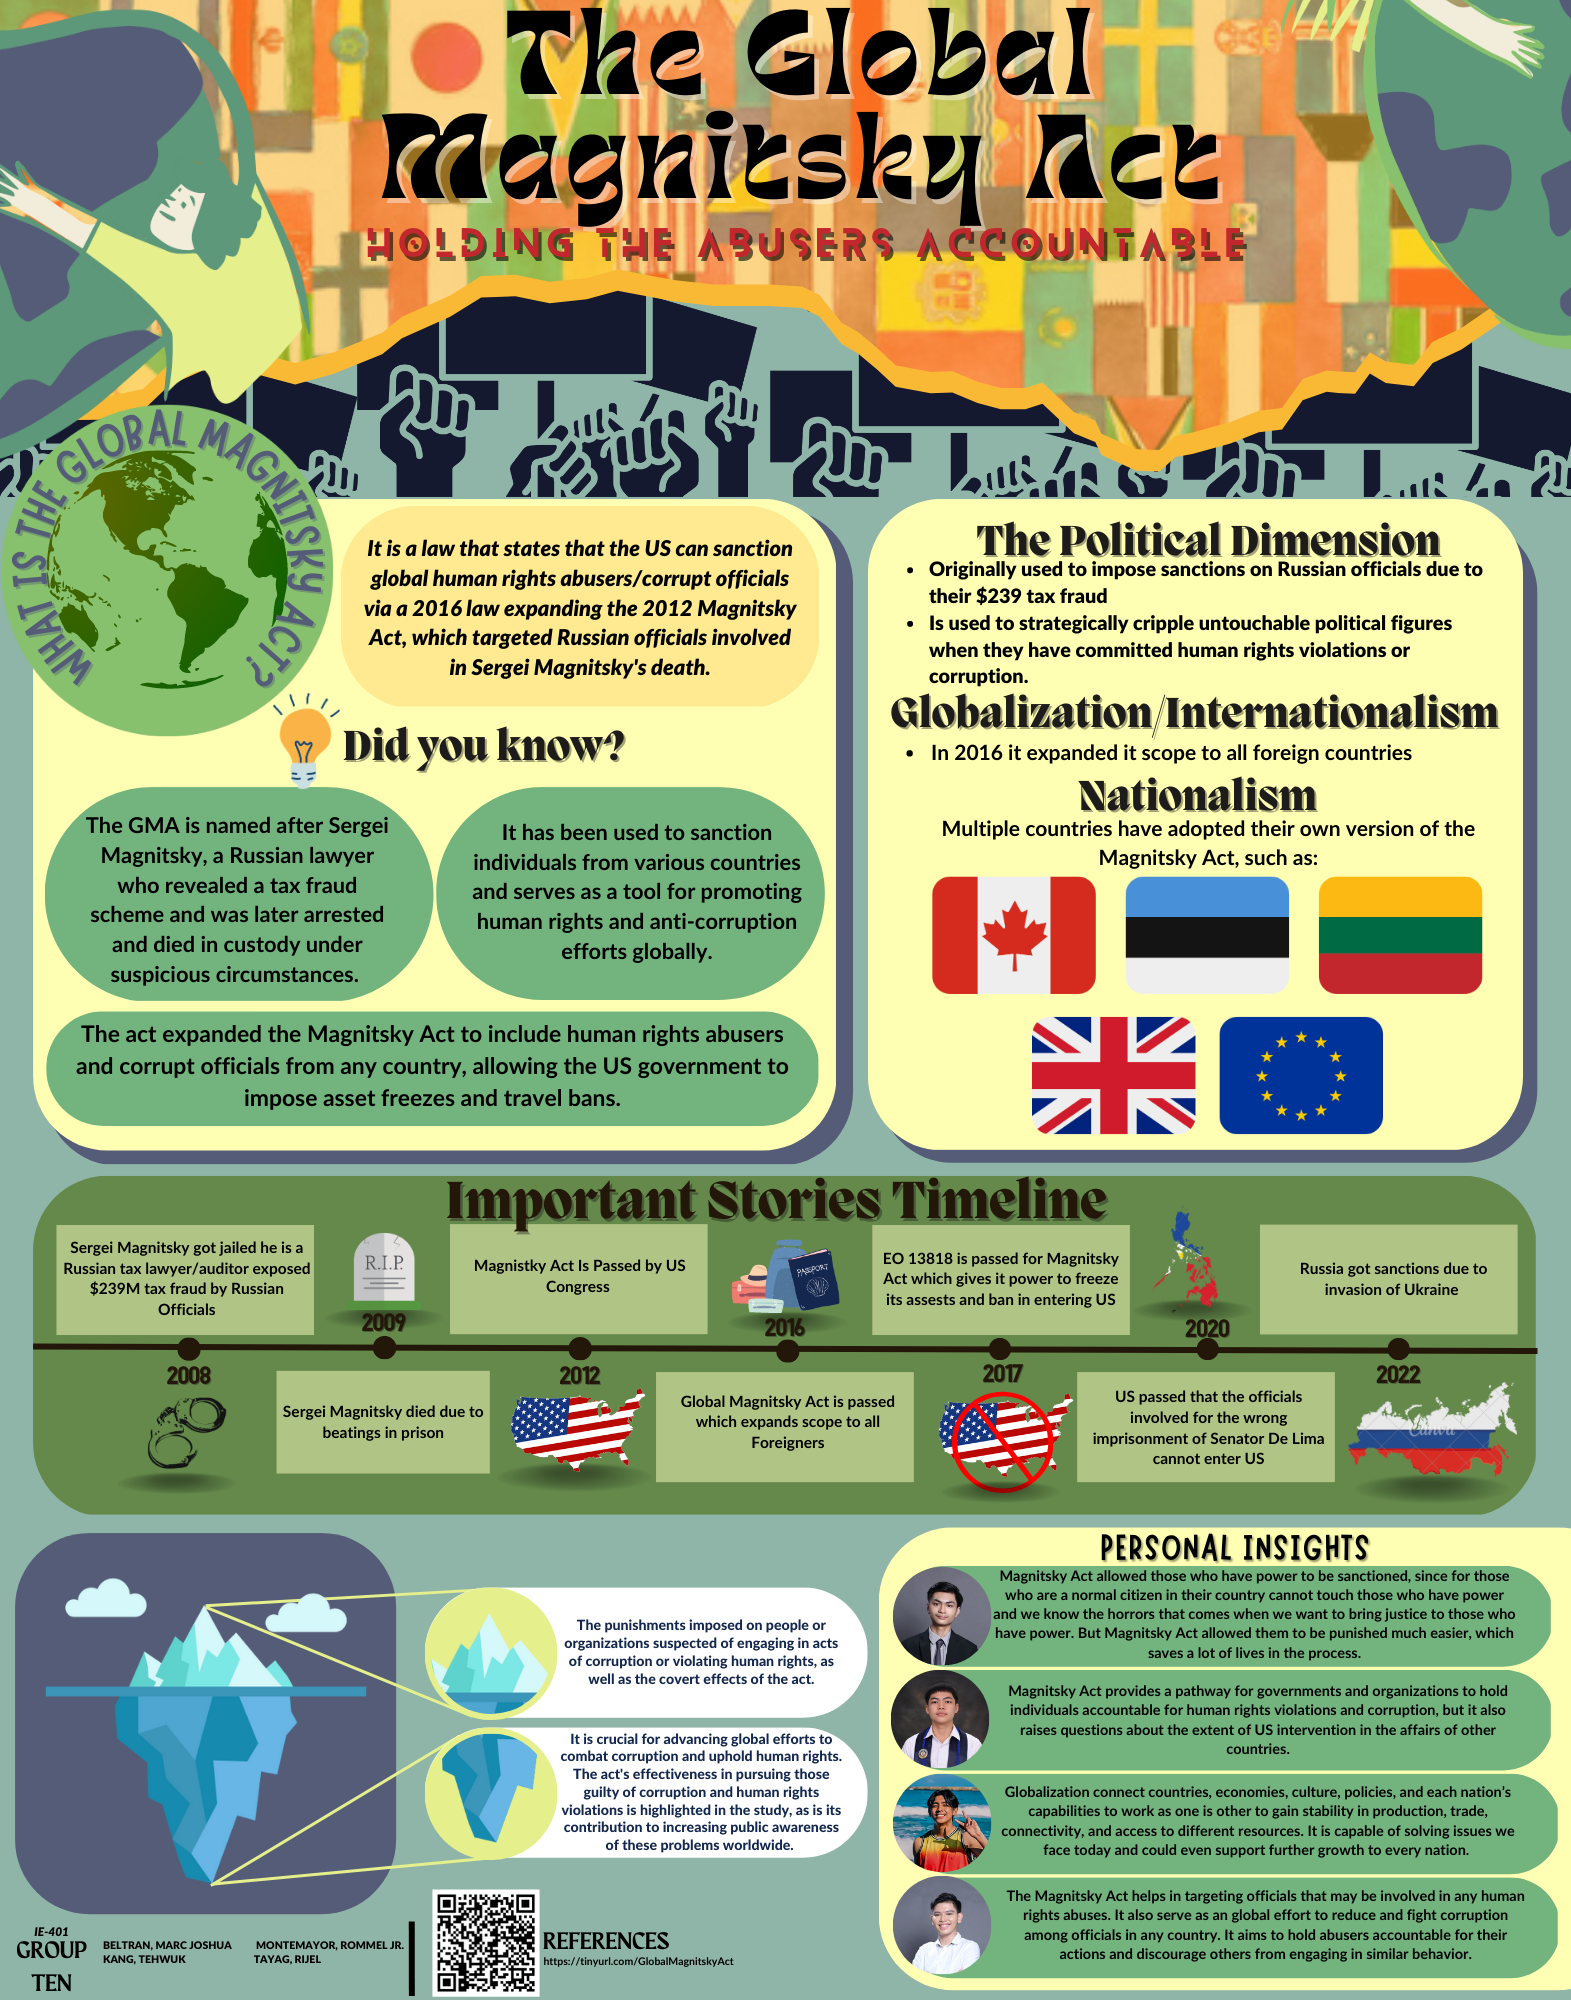 The Global
Magnitsky Act
HOLDING THE ABUSERS ACCOUNTABLE
WHAT IS THE GLOBAL MAGNITSKY ACT?
It is a law that states that the US can sanction
global human rights abusers/corrupt officials
via a 2016 law expanding the 2012 Magnitsky
Act, which targeted Russian officials involved
in Sergei Magnitsky's death.
Did you know?
The GMA is named after Sergei
Magnitsky, a Russian lawyer
who revealed a tax fraud
scheme and was later arrested
and died in custody under
suspicious circumstances.
It has been used to sanction
individuals from various countries
and serves as a tool for promoting
human rights and anti-corruption
efforts globally.
The act expanded the Magnitsky Act to include human rights abusers
and corrupt officials from any country, allowing the US government to
impose asset freezes and travel bans.
The Political Dimension
• Originally used to impose sanctions on Russian officials due to
their $239 tax fraud
• Is used to strategically cripple untouchable political figures
when they have committed human rights violations or
corruption.
Globalization/Internationalism
• In 2016 it expanded it scope to all foreign countries
Nationalism
Multiple countries have adopted their own version of the
Magnitsky Act, such as:
Important Stories Timeline
Sergei Magnitsky got jailed he is a
Russian tax lawyer/auditor exposed
$239M tax fraud by Russian
Officials
2008
R.I.P.
2009
Sergei Magnitsky died due to
beatings in prison
Magnistky Act Is Passed by US
Congress
2012
PASSPORT
2016
Global Magnitsky Act is passed
which expands scope to all
Foreigners
EO 13818 is passed for Magnitsky
Act which gives it power to freeze
its assests and ban in entering US
2017
2020
US passed that the officials
involved for the wrong
imprisonment of Senator De Lima
cannot enter US
Russia got sanctions due to
invasion of Ukraine
2022
Canva
The punishments imposed on people or
organizations suspected of engaging in acts
of corruption or violating human rights, as
well as the covert effects of the act.
It is crucial for advancing global efforts to
combat corruption and uphold human rights.
The act's effectiveness in pursuing those
guilty of corruption and human rights
violations is highlighted in the study, as is its
contribution to increasing public awareness
of these problems worldwide.
PERSONAL INSIGHTS
Magnitsky Act allowed those who have power to be sanctioned, since for those
who are a normal citizen in their country cannot touch those who have power
and we know the horrors that comes when we want to bring justice to those who
have power. But Magnitsky Act allowed them to be punished much easier, which
saves a lot of lives in the process.
Magnitsky Act provides a pathway for governments and organizations to hold
individuals accountable for human rights violations and corruption, but it also
raises questions about the extent of US intervention in the affairs of other
countries.
Globalization connect countries, economies, culture, policies, and each nation's
capabilities to work as one is other to gain stability in production, trade,
connectivity, and access to different resources. It is capable of solving issues we
face today and could even support further growth to every nation.
The Magnitsky Act helps in targeting officials that may be involved in any human
rights abuses. It also serve as an global effort to reduce and fight corruption
among officials in any country. It aims to hold abusers accountable for their
actions and discourage others from engaging in similar behavior.
IE-401
GROUP
TEN
BELTRAN, MARC JOSHUA
KANG, TEHWUK
MONTEMAYOR, ROMMEL JR.
TAYAG, RIJEL
REFERENCES
https://tinyurl.com/GlobalMagnitskyAct